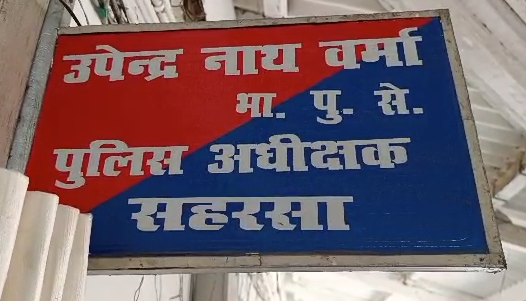 उपेन्द्र नाथ वर्मा
भा. पु. से.
पुलिस अधीक्षक
सहरसा